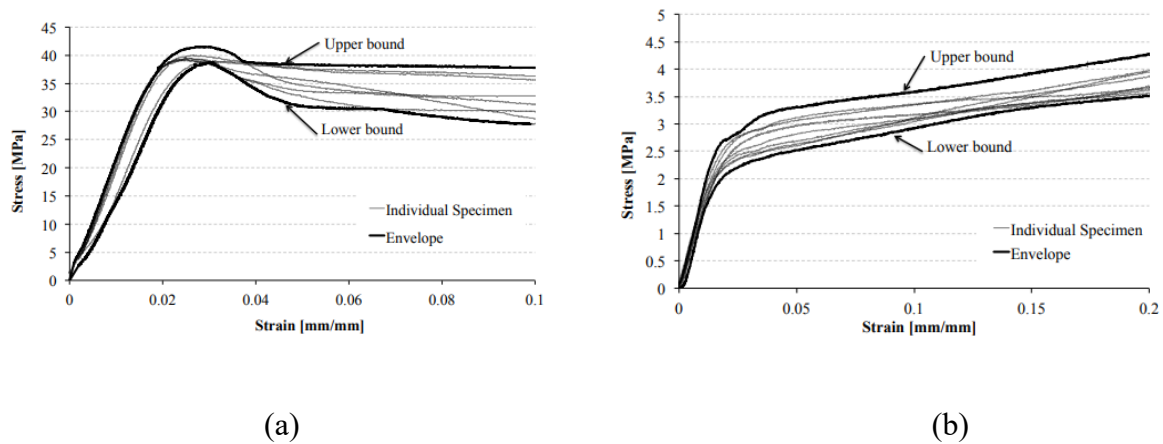 45
40
35
30
25
20
15
10
5
0
Stress [MPa]
0 0.02 0.04 0.06 0.08 0.1
Strain [mm/mm]
Upper bound
Lower bound
Individual Specimen
Envelope
(a)
5
4.5
4
3.5
3
2.5
2
1.5
1
0.5
0
Stress [MPa]
0 0.05 0.1 0.15 0.2
Strain [mm/mm]
Upper bound
Lower bound
Individual Specimen
Envelope
(b)